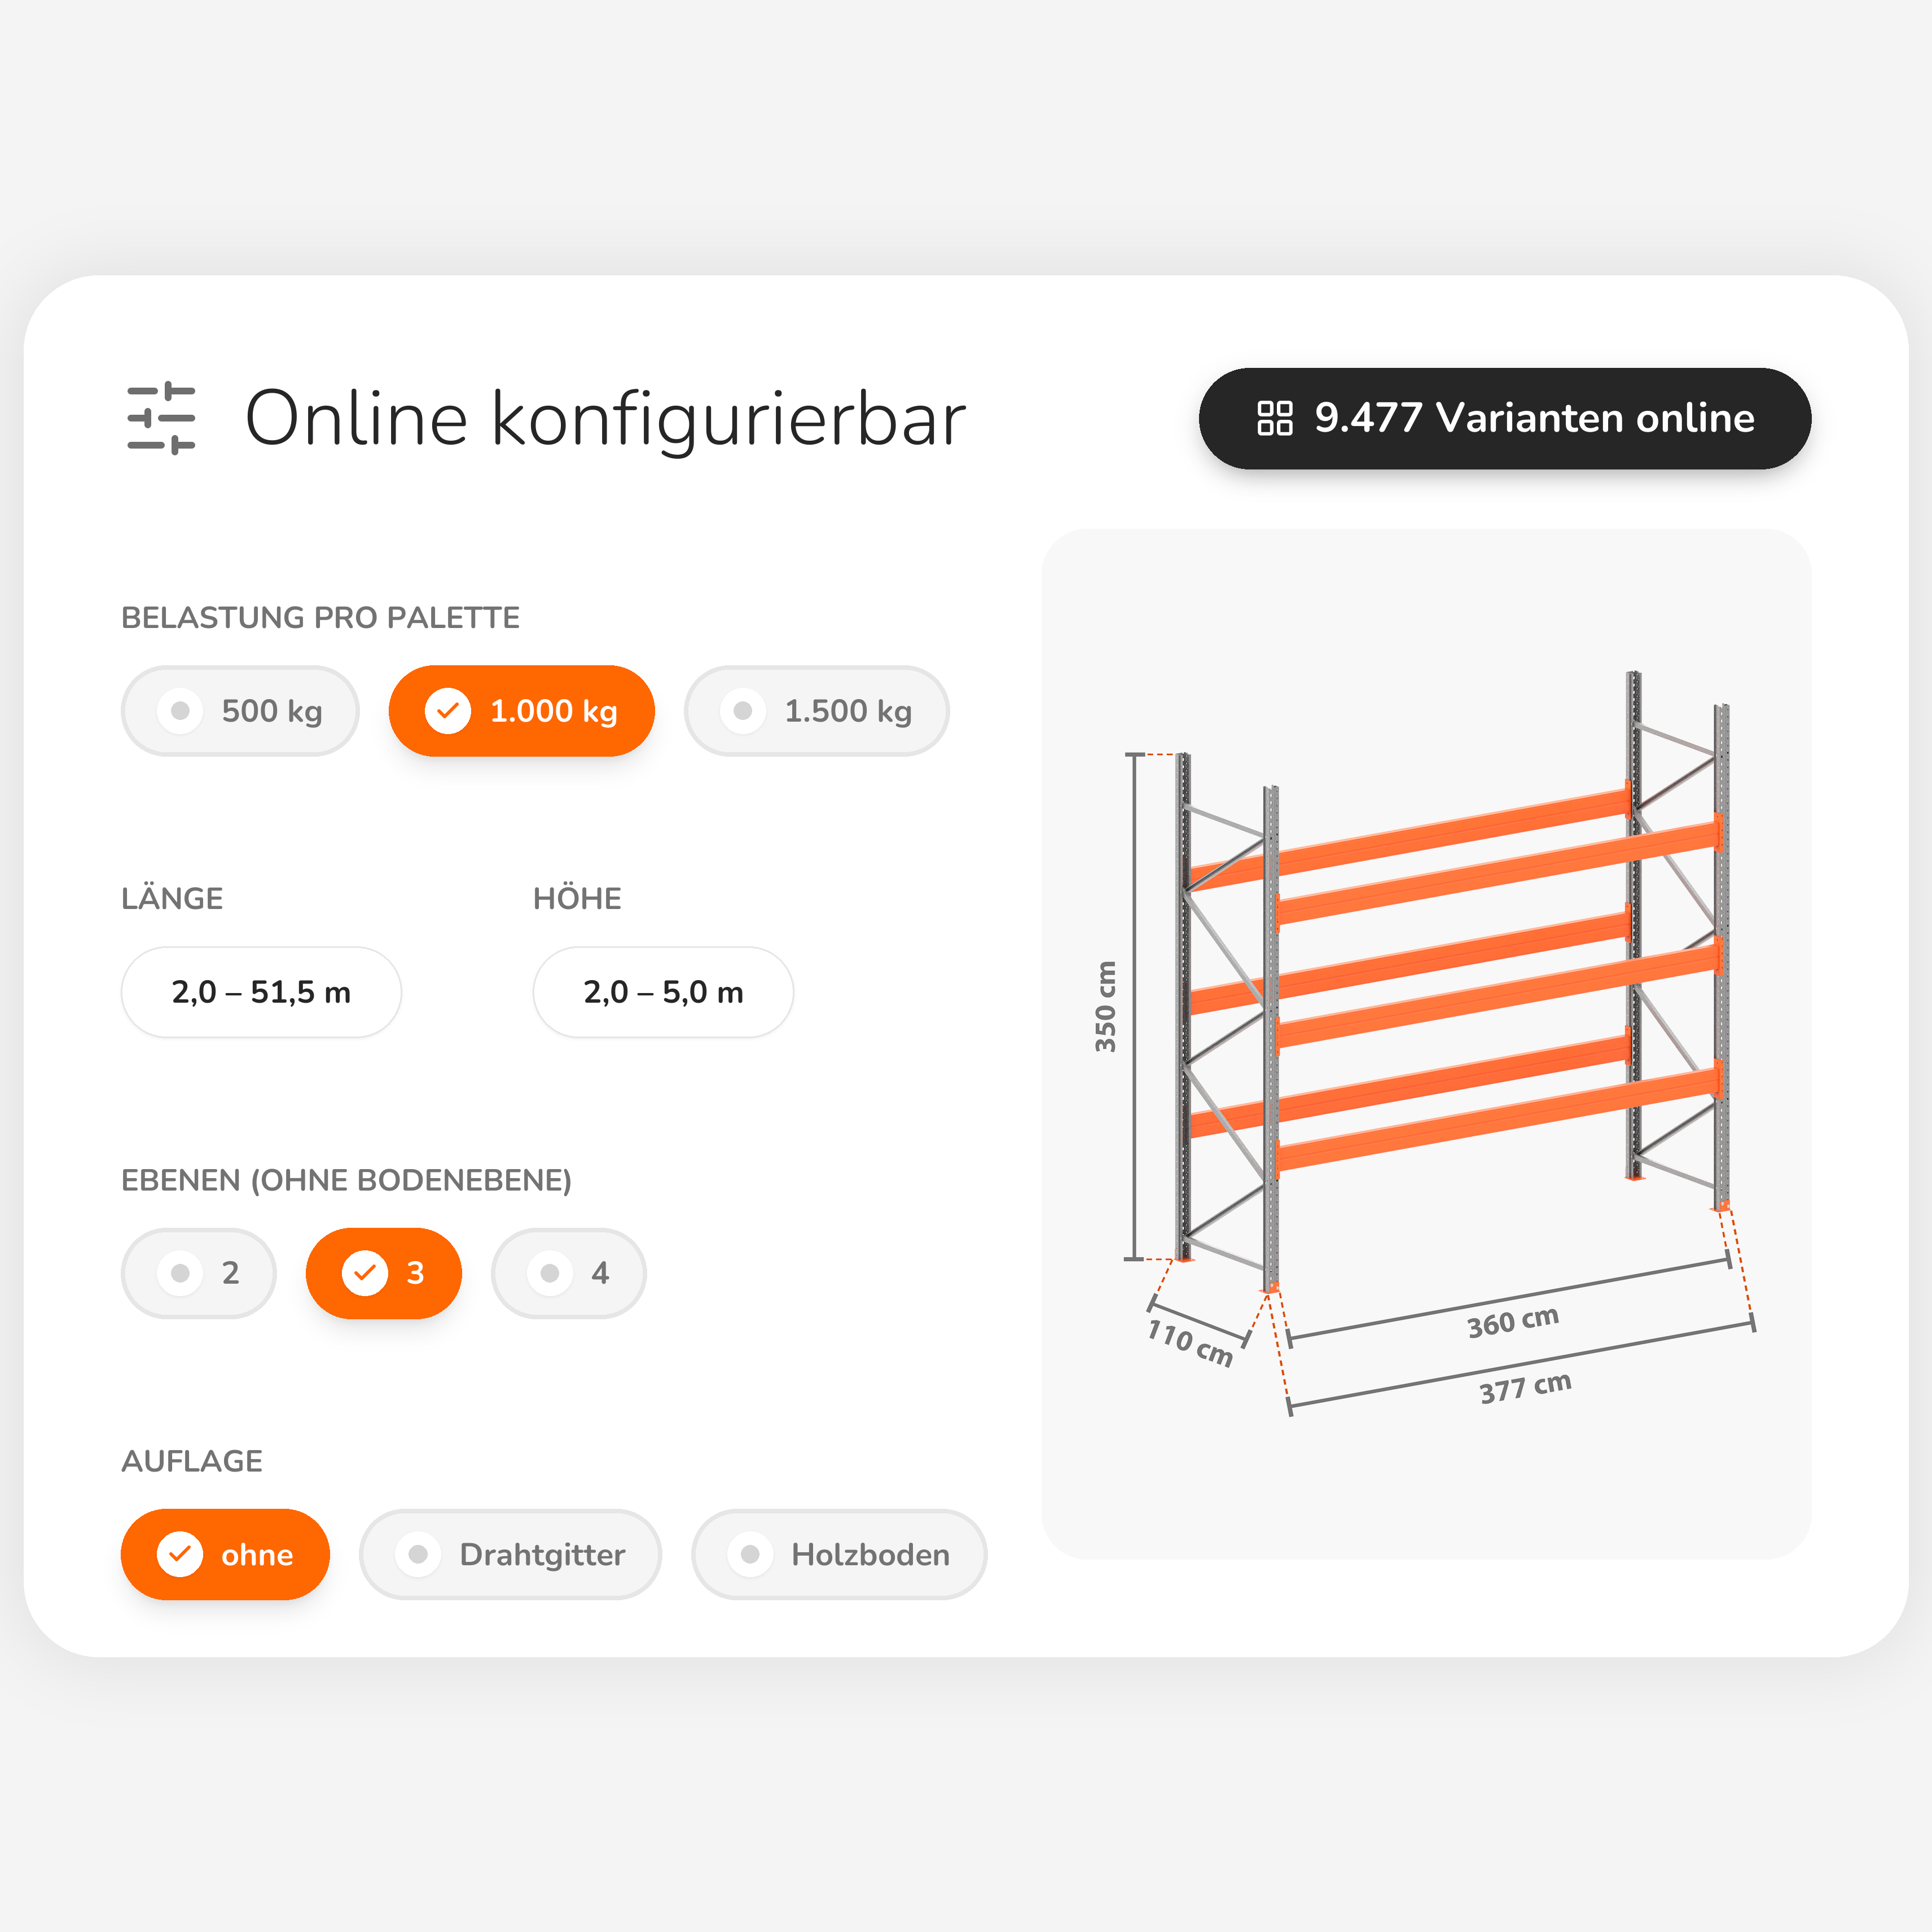 Online konfigurierbar
9.477 Varianten online
BELASTUNG PRO PALETTE
500 kg
1.000 kg
1.500 kg
LÄNGE
HÖHE
2,0 – 51,5 m
2,0 – 5,0 m
EBENEN (OHNE BODENEBENE)
2
3
4
AUFLAGE
ohne
Drahtgitter
Holzboden
350 cm
110 cm
360 cm
377 cm